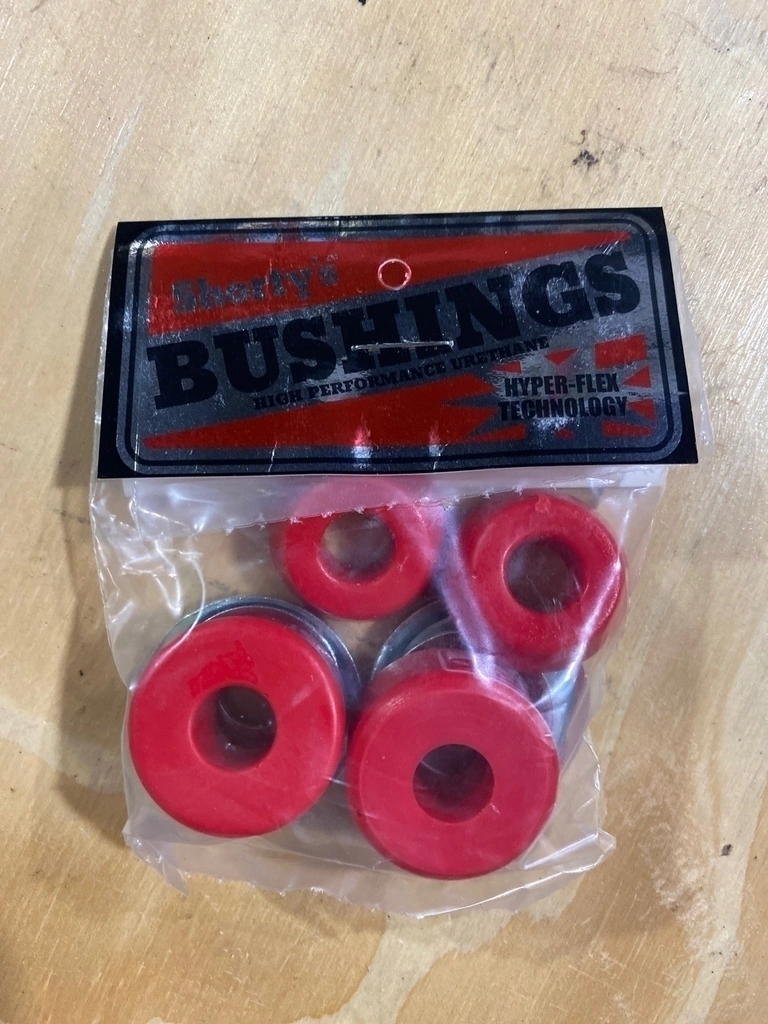 Shorty's
BUSHINGS
HIGH PERFORMANCE URETHANE
HYPER-FLEX
TECHNOLOGY